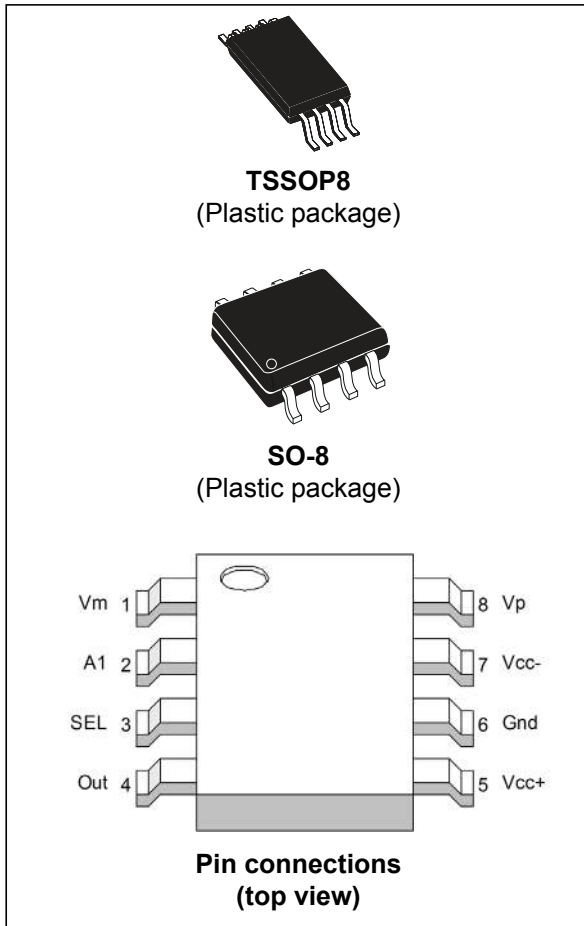 TSSOP8
(Plastic package)
SO-8
(Plastic package)
Vm 1
8 Vp
A1 2
7 Vcc-
SEL 3
6 Gnd
Out 4
5 Vcc+
Pin connections
(top view)